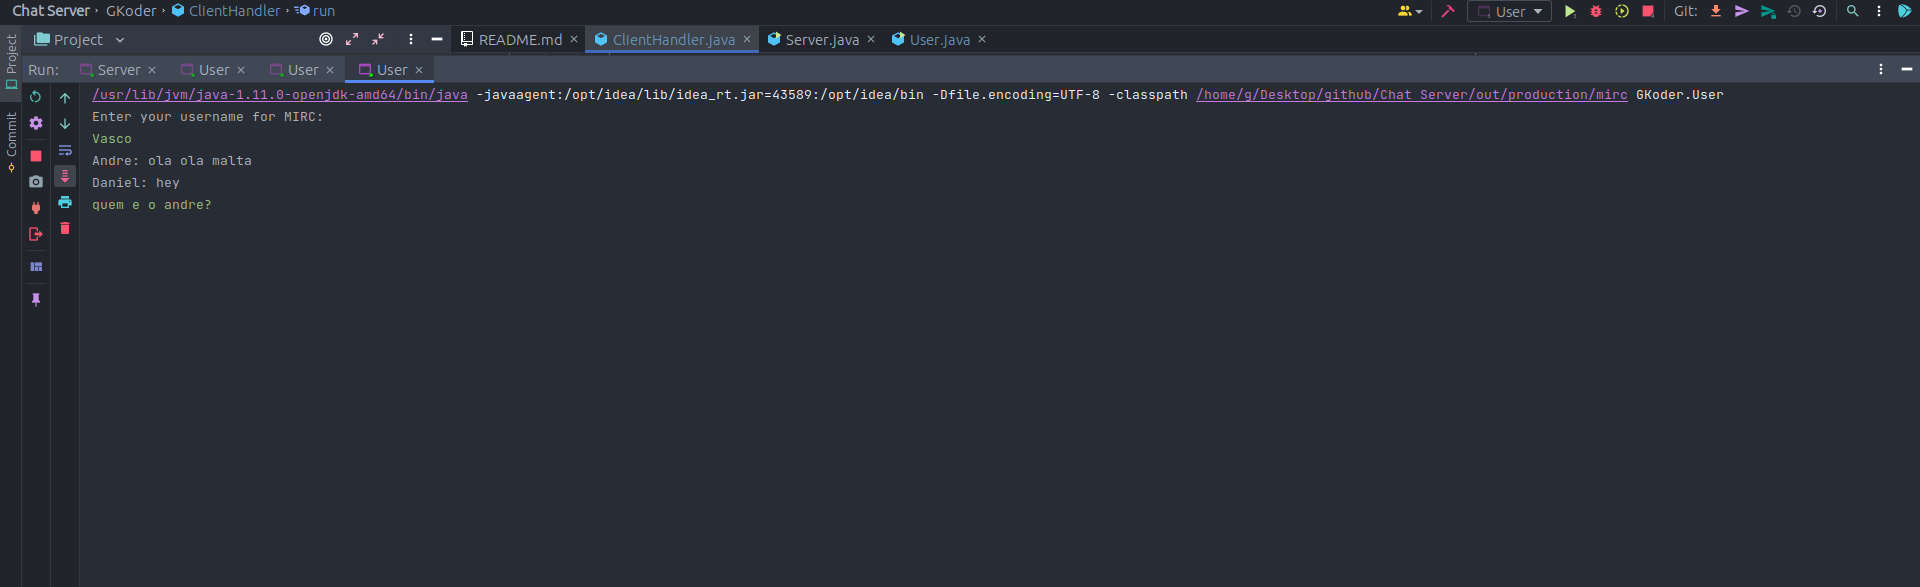 Chat Server › GKoder › ClientHandler › run
User
Git:
Project
README.md × ClientHandler.java × Server.java × User.java ×
Run: Server × User × User × User ×
Project
Commit
/usr/lib/jvm/java-1.11.0-openjdk-amd64/bin/java -javaagent:/opt/idea/lib/idea_rt.jar=43589:/opt/idea/bin -Dfile.encoding=UTF-8 -classpath /home/g/Desktop/github/Chat Server/out/production/mirc GKoder.User
Enter your username for MIRC:
Vasco
Andre: ola ola malta
Daniel: hey
quem e o andre?